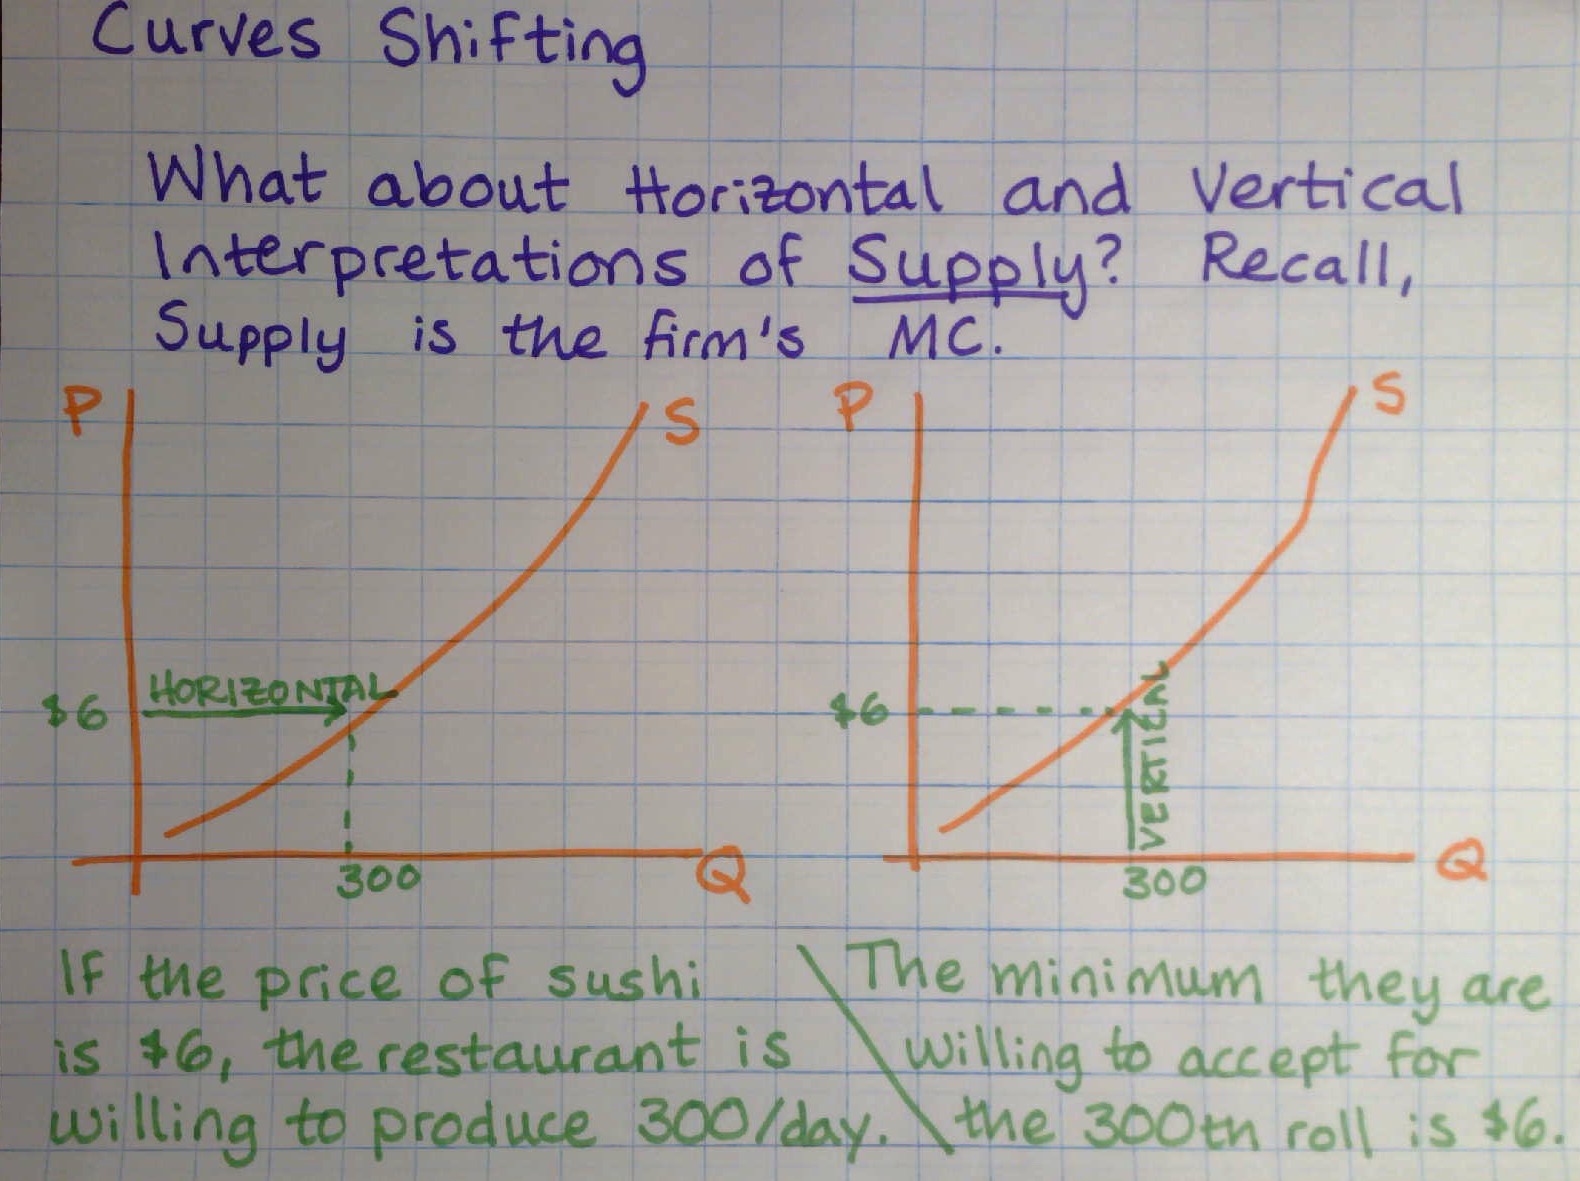 Curves Shifting
What about Horizontal and Vertical
Interpretations of Supply? Recall,
Supply is the firm's MC.
P
S
$6
HORIZONTAL
300
Q
P
S
$6
VERTICAL
300
Q
If the price of sushi
is $6, the restaurant is
willing to produce 300/day.
The minimum they are
willing to accept for
the 300th roll is $6.